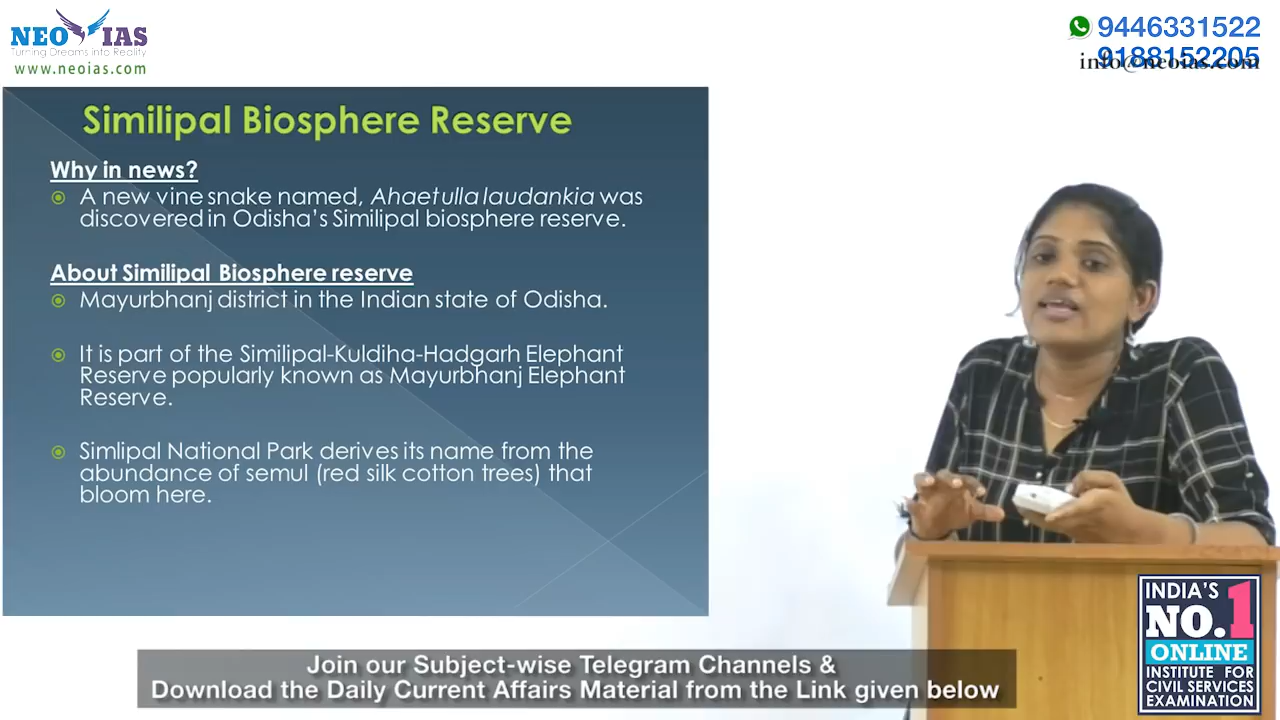 NEO IAS
Turning Dreams into Reality
www.neoias.com
9446331522
9188152205
info@neoias.com
Similipal Biosphere Reserve
Why in news?
A new vine snake named, Ahaetulla laudankia was
discovered in Odisha's Similipal biosphere reserve.
About Similipal Biosphere reserve
Mayurbhanj district in the Indian state of Odisha.
It is part of the Similipal-Kuldiha-Hadgarh Elephant
Reserve popularly known as Mayurbhanj Elephant
Reserve.
Simlipal National Park derives its name from the
abundance of semul (red silk cotton trees) that
bloom here.
INDIA'S
NO.1
ONLINE
INSTITUTE FOR
CIVIL SERVICES
EXAMINATION
Join our Subject-wise Telegram Channels &
Download the Daily Current Affairs Material from the Link given below